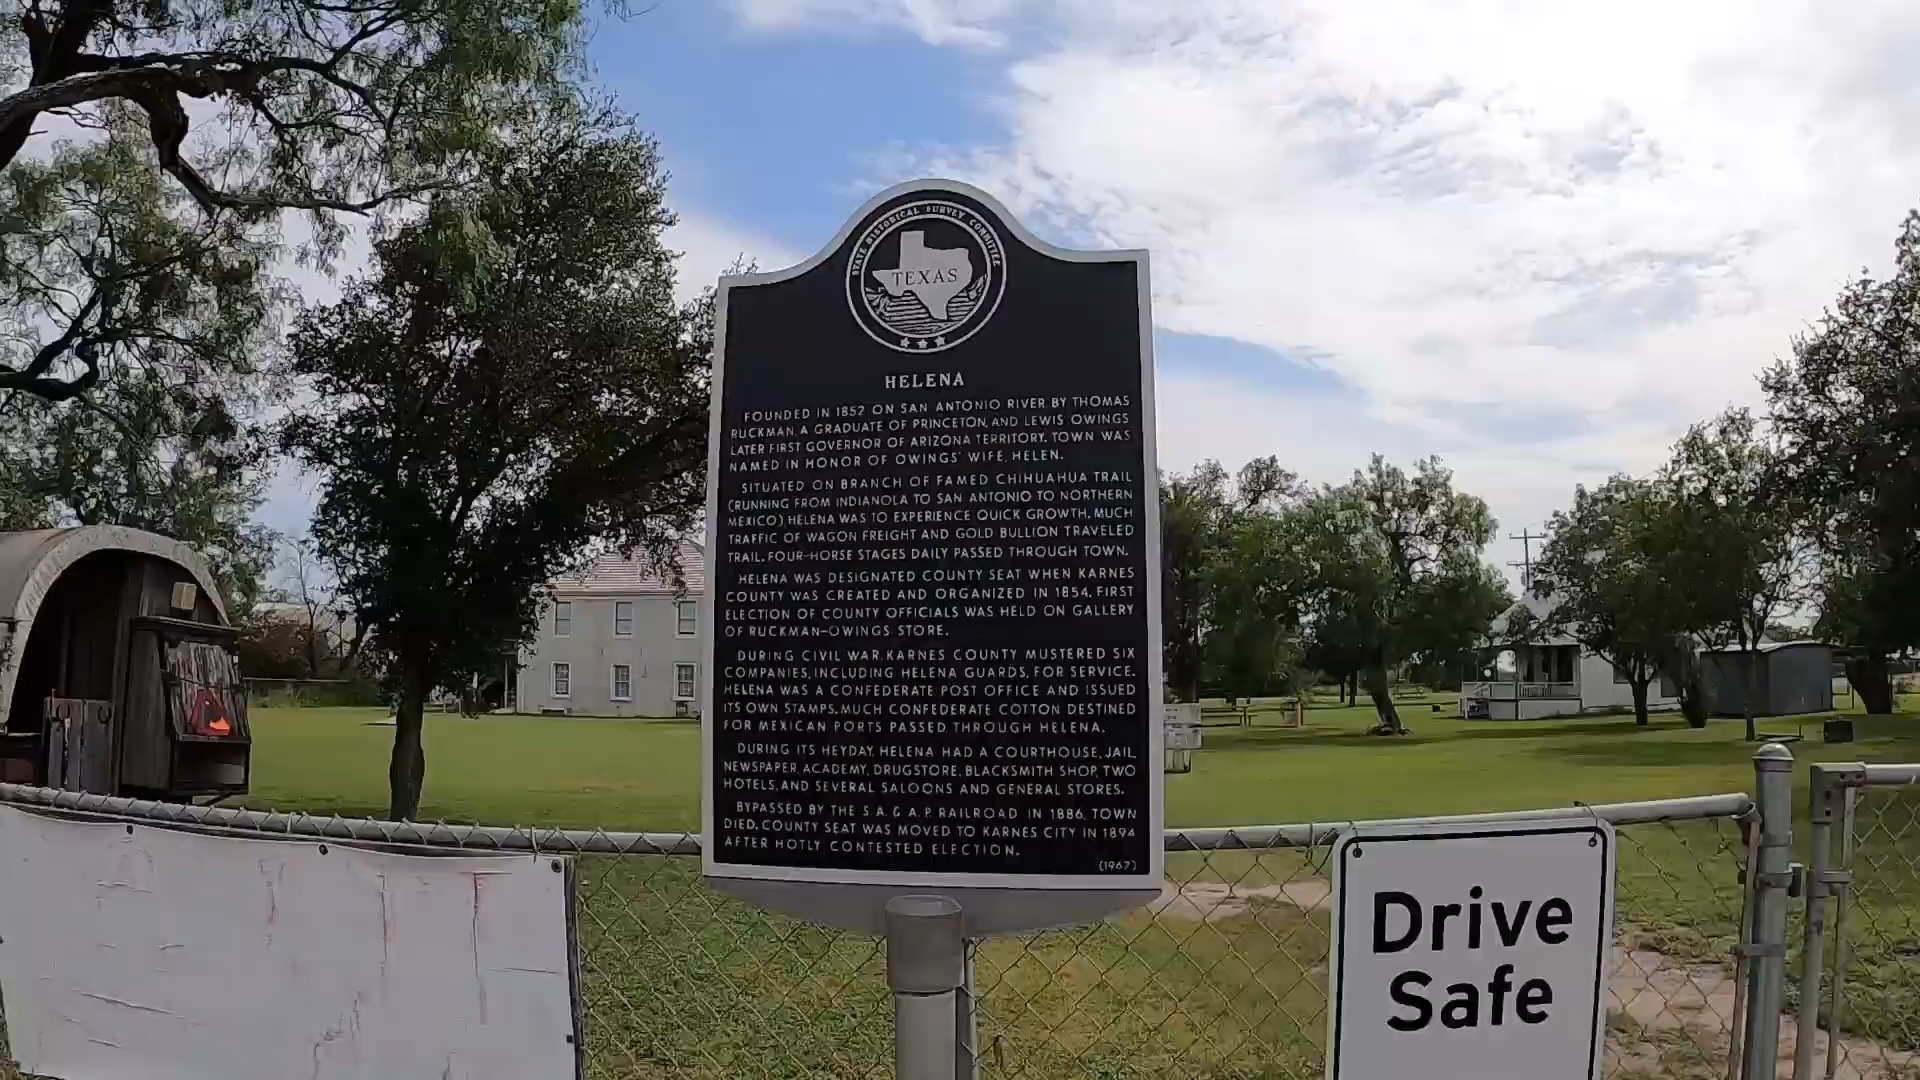 STATE HISTORICAL SURVEY COMMITTEE
TEXAS
HELENA
FOUNDED IN 1852 ON SAN ANTONIO RIVER BY THOMAS
RUCKMAN, A GRADUATE OF PRINCETON, AND LEWIS OWINGS
LATER FIRST GOVERNOR OF ARIZONA TERRITORY. TOWN WAS
NAMED IN HONOR OF OWINGS' WIFE, HELEN.
SITUATED ON BRANCH OF FAMED CHIHUAHUA TRAIL
(RUNNING FROM INDIANOLA TO SAN ANTONIO TO NORTHERN
MEXICO) HELENA WAS TO EXPERIENCE QUICK GROWTH. MUCH
TRAFFIC OF WAGON FREIGHT AND GOLD BULLION TRAVELED
TRAIL. FOUR-HORSE STAGES DAILY PASSED THROUGH TOWN.
HELENA WAS DESIGNATED COUNTY SEAT WHEN KARNES
COUNTY WAS CREATED AND ORGANIZED IN 1854. FIRST
ELECTION OF COUNTY OFFICIALS WAS HELD ON GALLERY
OF RUCKMAN-OWINGS STORE.
DURING CIVIL WAR, KARNES COUNTY MUSTERED SIX
COMPANIES, INCLUDING HELENA GUARDS, FOR SERVICE.
HELENA WAS A CONFEDERATE POST OFFICE AND ISSUED
ITS OWN STAMPS. MUCH CONFEDERATE COTTON DESTINED
FOR MEXICAN PORTS PASSED THROUGH HELENA.
DURING ITS HEYDAY, HELENA HAD A COURTHOUSE, JAIL,
NEWSPAPER, ACADEMY, DRUGSTORE, BLACKSMITH SHOP, TWO
HOTELS, AND SEVERAL SALOONS AND GENERAL STORES.
BYPASSED BY THE S. A. & A. P. RAILROAD IN 1886, TOWN
DIED. COUNTY SEAT WAS MOVED TO KARNES CITY IN 1894
AFTER HOTLY CONTESTED ELECTION.
(1967)
Drive
Safe